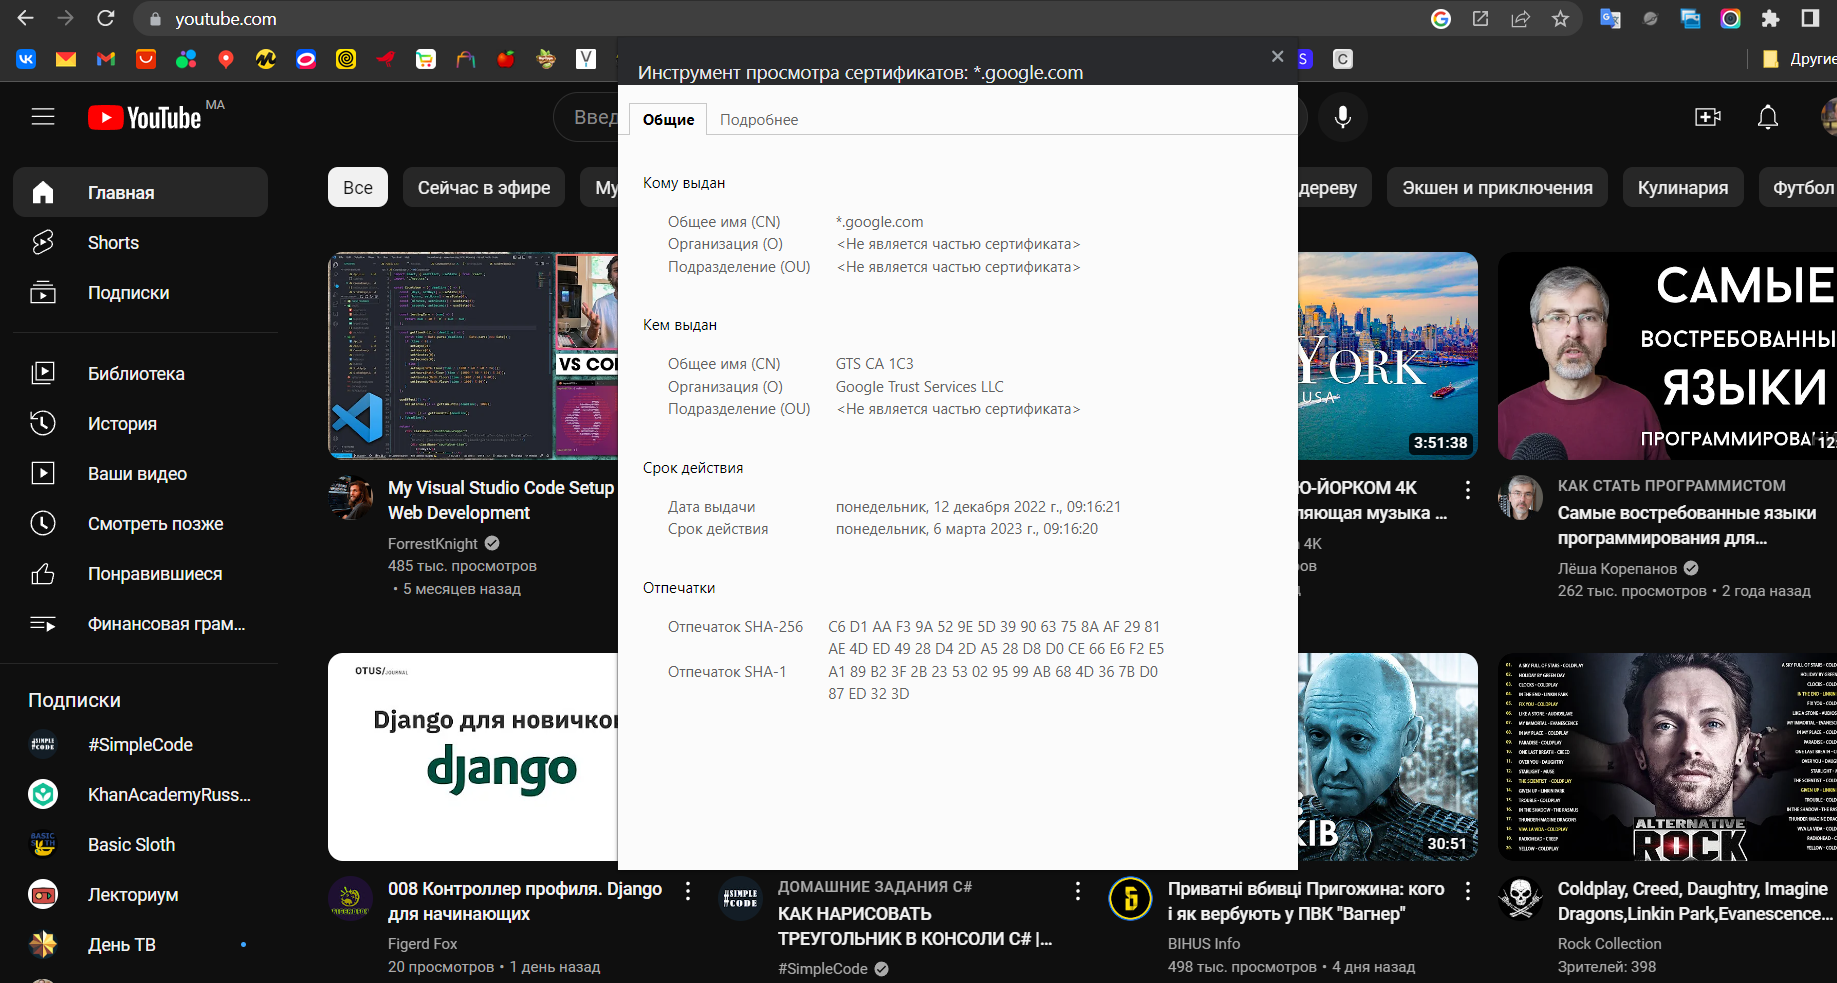 youtube.com
Другие
Инструмент просмотра сертификатов: *.google.com
Общие
Подробнее
Кому выдан
Общее имя (CN) *.google.com
Организация (O) <Не является частью сертификата>
Подразделение (OU) <Не является частью сертификата>
Кем выдан
Общее имя (CN) GTS CA 1C3
Организация (O) Google Trust Services LLC
Подразделение (OU) <Не является частью сертификата>
Срок действия
Дата выдачи понедельник, 12 декабря 2022 г., 09:16:21
Срок действия понедельник, 6 марта 2023 г., 09:16:20
Отпечатки
Отпечаток SHA-256 C6 D1 AA F3 9A 52 9E 5D 39 90 63 75 8A AF 29 81
AE 4D ED 49 28 D4 2D A5 28 D8 D0 CE 66 E6 F2 E5
Отпечаток SHA-1 A1 89 B2 3F 2B 23 53 02 95 99 AB 68 4D 36 7B D0
87 ED 32 3D
YouTube MA
Введ
Главная
Shorts
Подписки
Библиотека
История
Ваши видео
Смотреть позже
Понравившиеся
Финансовая грам...
Подписки
#SimpleCode
KhanAcademyRuss...
Basic Sloth
Лекториум
День ТВ
Все
Сейчас в эфире
Му
дереву
Экшен и приключения
Кулинария
Футбол
VS CO
My Visual Studio Code Setup
Web Development
ForrestKnight
485 тыс. просмотров
• 5 месяцев назад
YORK
USA
3:51:38
Ю-ЙОРКОМ 4K
ляющая музыка ...
4K
ов
САМЫЕ
ВОСТРЕБОВАННЫ
ЯЗЫКИ
ПРОГРАММИРОВАН
12:
КАК СТАТЬ ПРОГРАММИСТОМ
Самые востребованные языки
программирования для...
Лёша Корепанов
262 тыс. просмотров • 2 года назад
OTUS/JOURNAL
Django для новичков
django
008 Контроллер профиля. Django
для начинающих
Figerd Fox
20 просмотров • 1 день назад
#SIMPLE
#CODE
ДОМАШНИЕ ЗАДАНИЯ C#
КАК НАРИСОВАТЬ
ТРЕУГОЛЬНИК В КОНСОЛИ C# |...
#SimpleCode
КІВ
30:51
Приватні вбивці Пригожина: кого
і як вербують у ПВК "Вагнер"
BIHUS Info
498 тыс. просмотров • 4 дня назад
ALTERNATIVE
ROCK
Coldplay, Creed, Daughtry, Imagine
Dragons,Linkin Park,Evanescence...
Rock Collection
Зрителей: 398